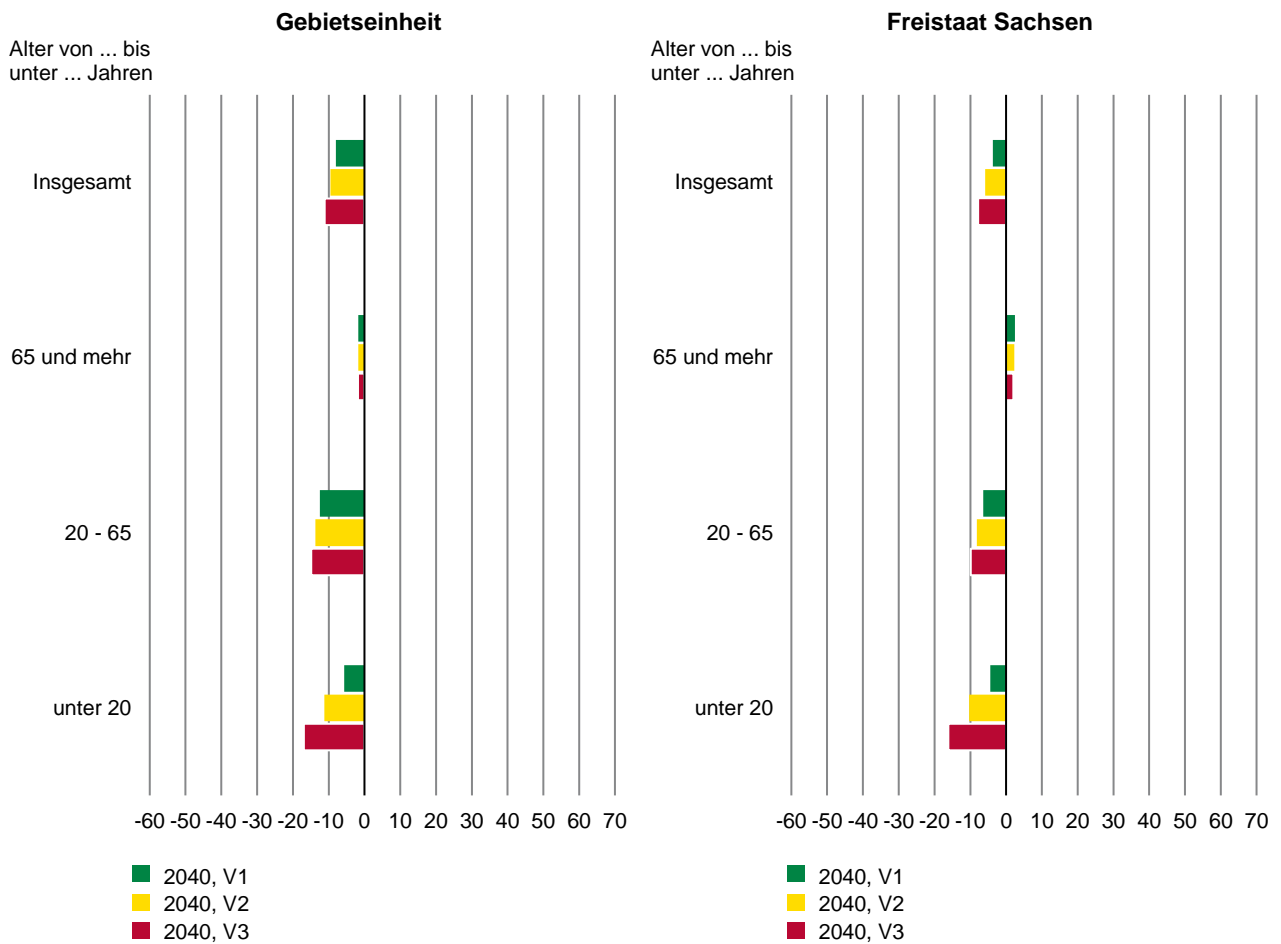 Gebietseinheit
Alter von ... bis
unter ... Jahren
Insgesamt
65 und mehr
20 - 65
unter 20
-60 -50 -40 -30 -20 -10 0 10 20 30 40 50 60 70
2040, V1
2040, V2
2040, V3
Freistaat Sachsen
Alter von ... bis
unter ... Jahren
Insgesamt
65 und mehr
20 - 65
unter 20
-60 -50 -40 -30 -20 -10 0 10 20 30 40 50 60 70
2040, V1
2040, V2
2040, V3